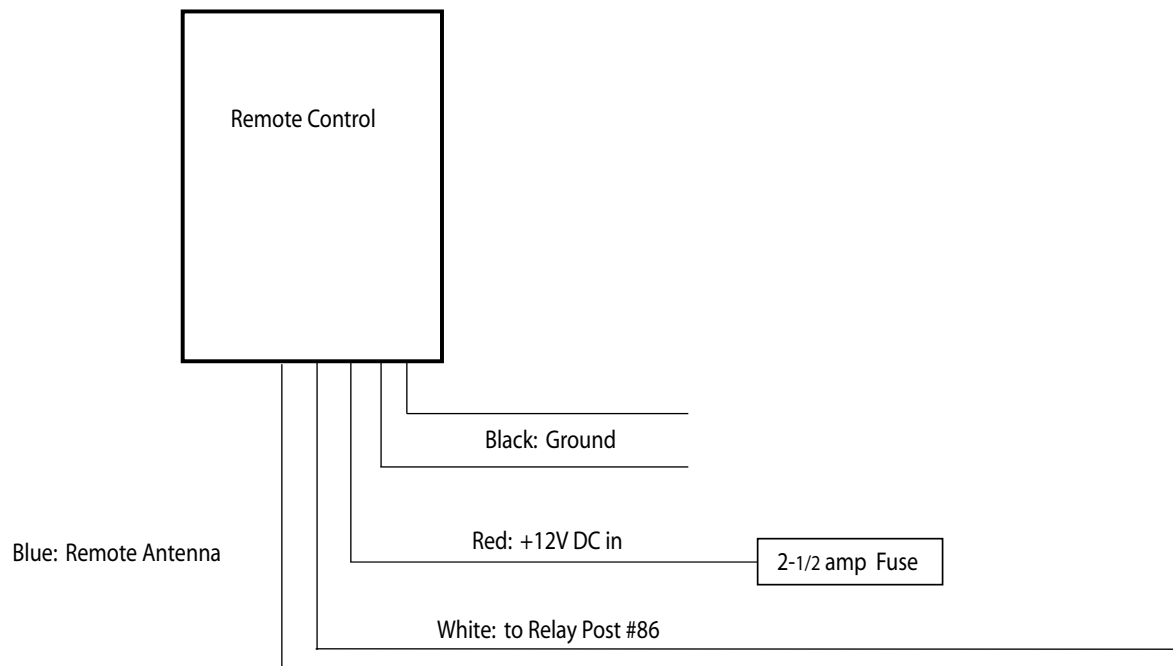 Remote Control
Black: Ground
Red: +12V DC in
Blue: Remote Antenna
2-1/2 amp Fuse
White: to Relay Post #86